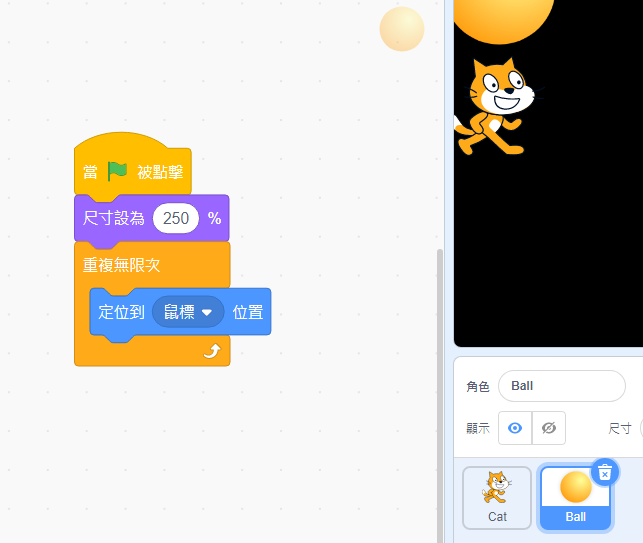 當 被點擊
尺寸設為 250 %
重複無限次
定位到 鼠標 位置
角色 Ball
顯示 尺寸
Cat
Ball